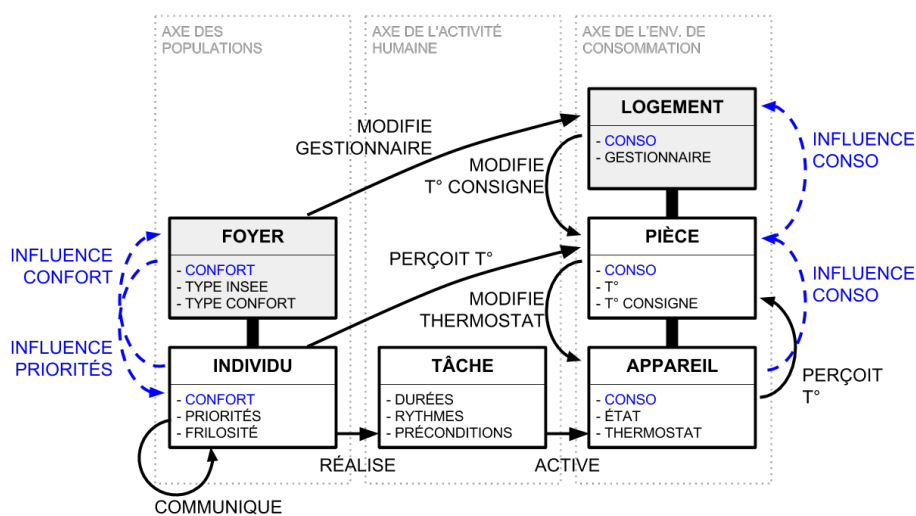 AXE DES
POPULATIONS
AXE DE L'ACTIVITÉ
HUMAINE
AXE DE L'ENV. DE
CONSOMMATION
LOGEMENT
- CONSO
- GESTIONNAIRE
MODIFIE
GESTIONNAIRE
INFLUENCE
CONSO
MODIFIE
T° CONSIGNE
FOYER
- CONFORT
- TYPE INSEE
- TYPE CONFORT
INFLUENCE
CONFORT
PERÇOIT T°
PIÈCE
- CONSO
- T°
- T° CONSIGNE
INFLUENCE
CONSO
MODIFIE
THERMOSTAT
INFLUENCE
PRIORITÉS
INDIVIDU
- CONFORT
- PRIORITÉS
- FRILOSITÉ
TÂCHE
- DURÉES
- RYTHMES
- PRÉCONDITIONS
APPAREIL
- CONSO
- ÉTAT
- THERMOSTAT
PERÇOIT
T°
RÉALISE
ACTIVE
COMMUNIQUE